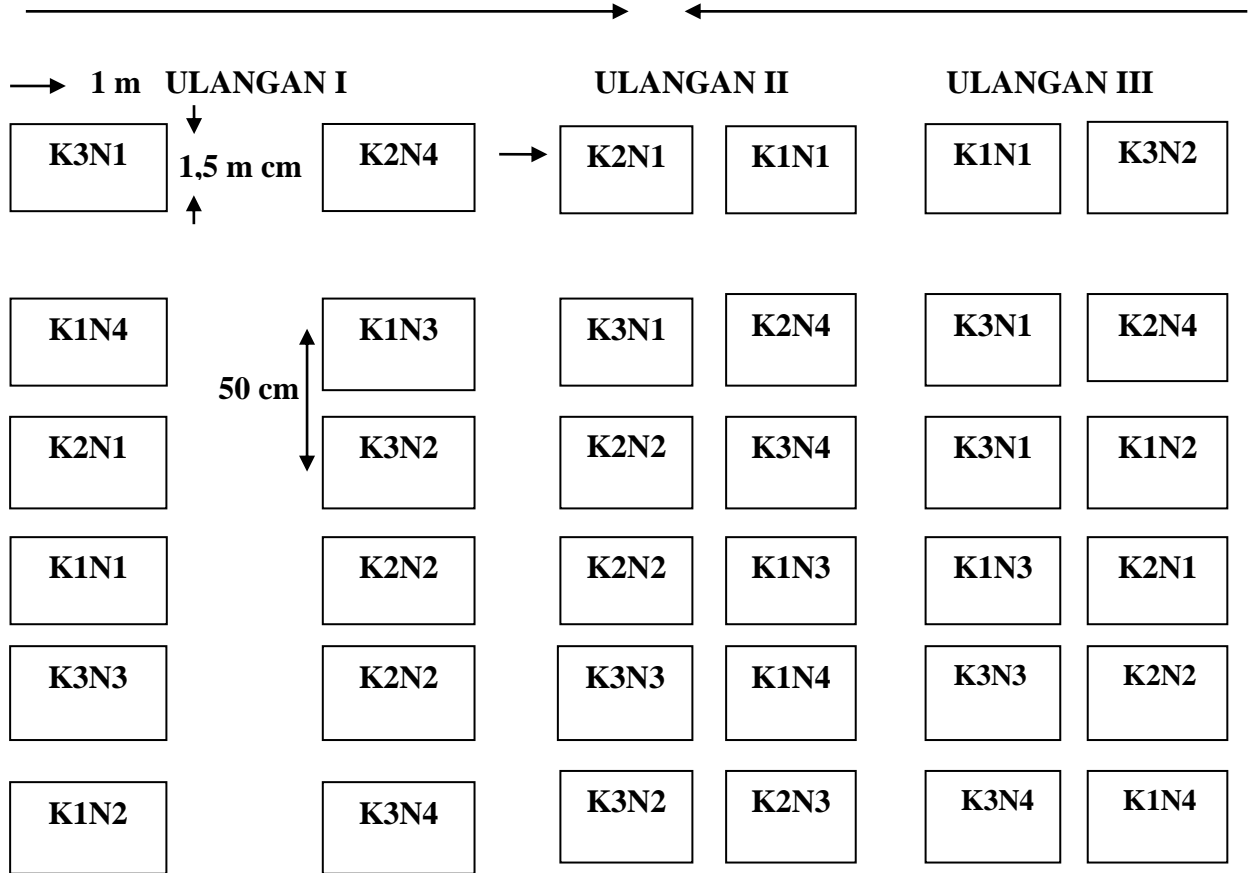 1 m ULANGAN I ULANGAN II ULANGAN III
K3N1 1,5 m cm K2N4 K2N1 K1N1 K1N1 K3N2
K1N4 K1N3 K3N1 K2N4 K3N1 K2N4
50 cm
K2N1 K3N2 K2N2 K3N4 K3N1 K1N2
K1N1 K2N2 K2N2 K1N3 K1N3 K2N1
K3N3 K2N2 K3N3 K1N4 K3N3 K2N2
K1N2 K3N4 K3N2 K2N3 K3N4 K1N4